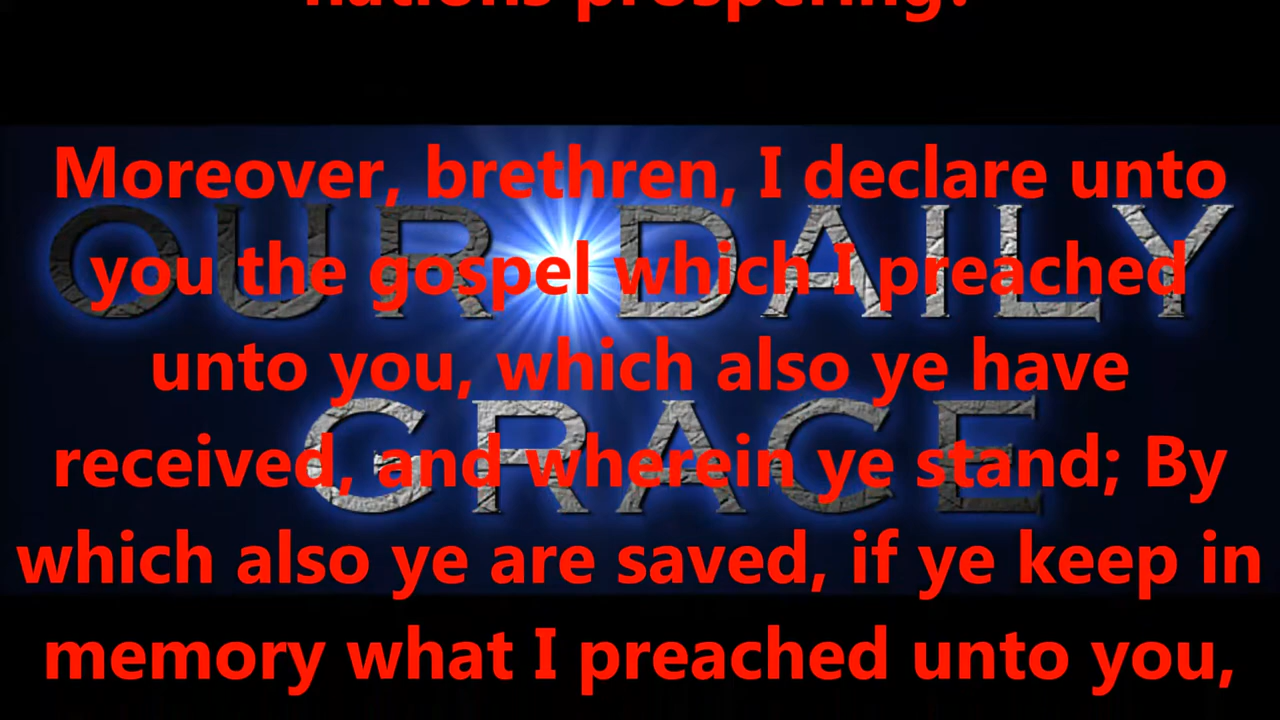 nations prospering?
Moreover, brethren, I declare unto
you the gospel which I preached
unto you, which also ye have
received, and wherein ye stand; By
which also ye are saved, if ye keep in
memory what I preached unto you,
OUR DAILY
GRACE